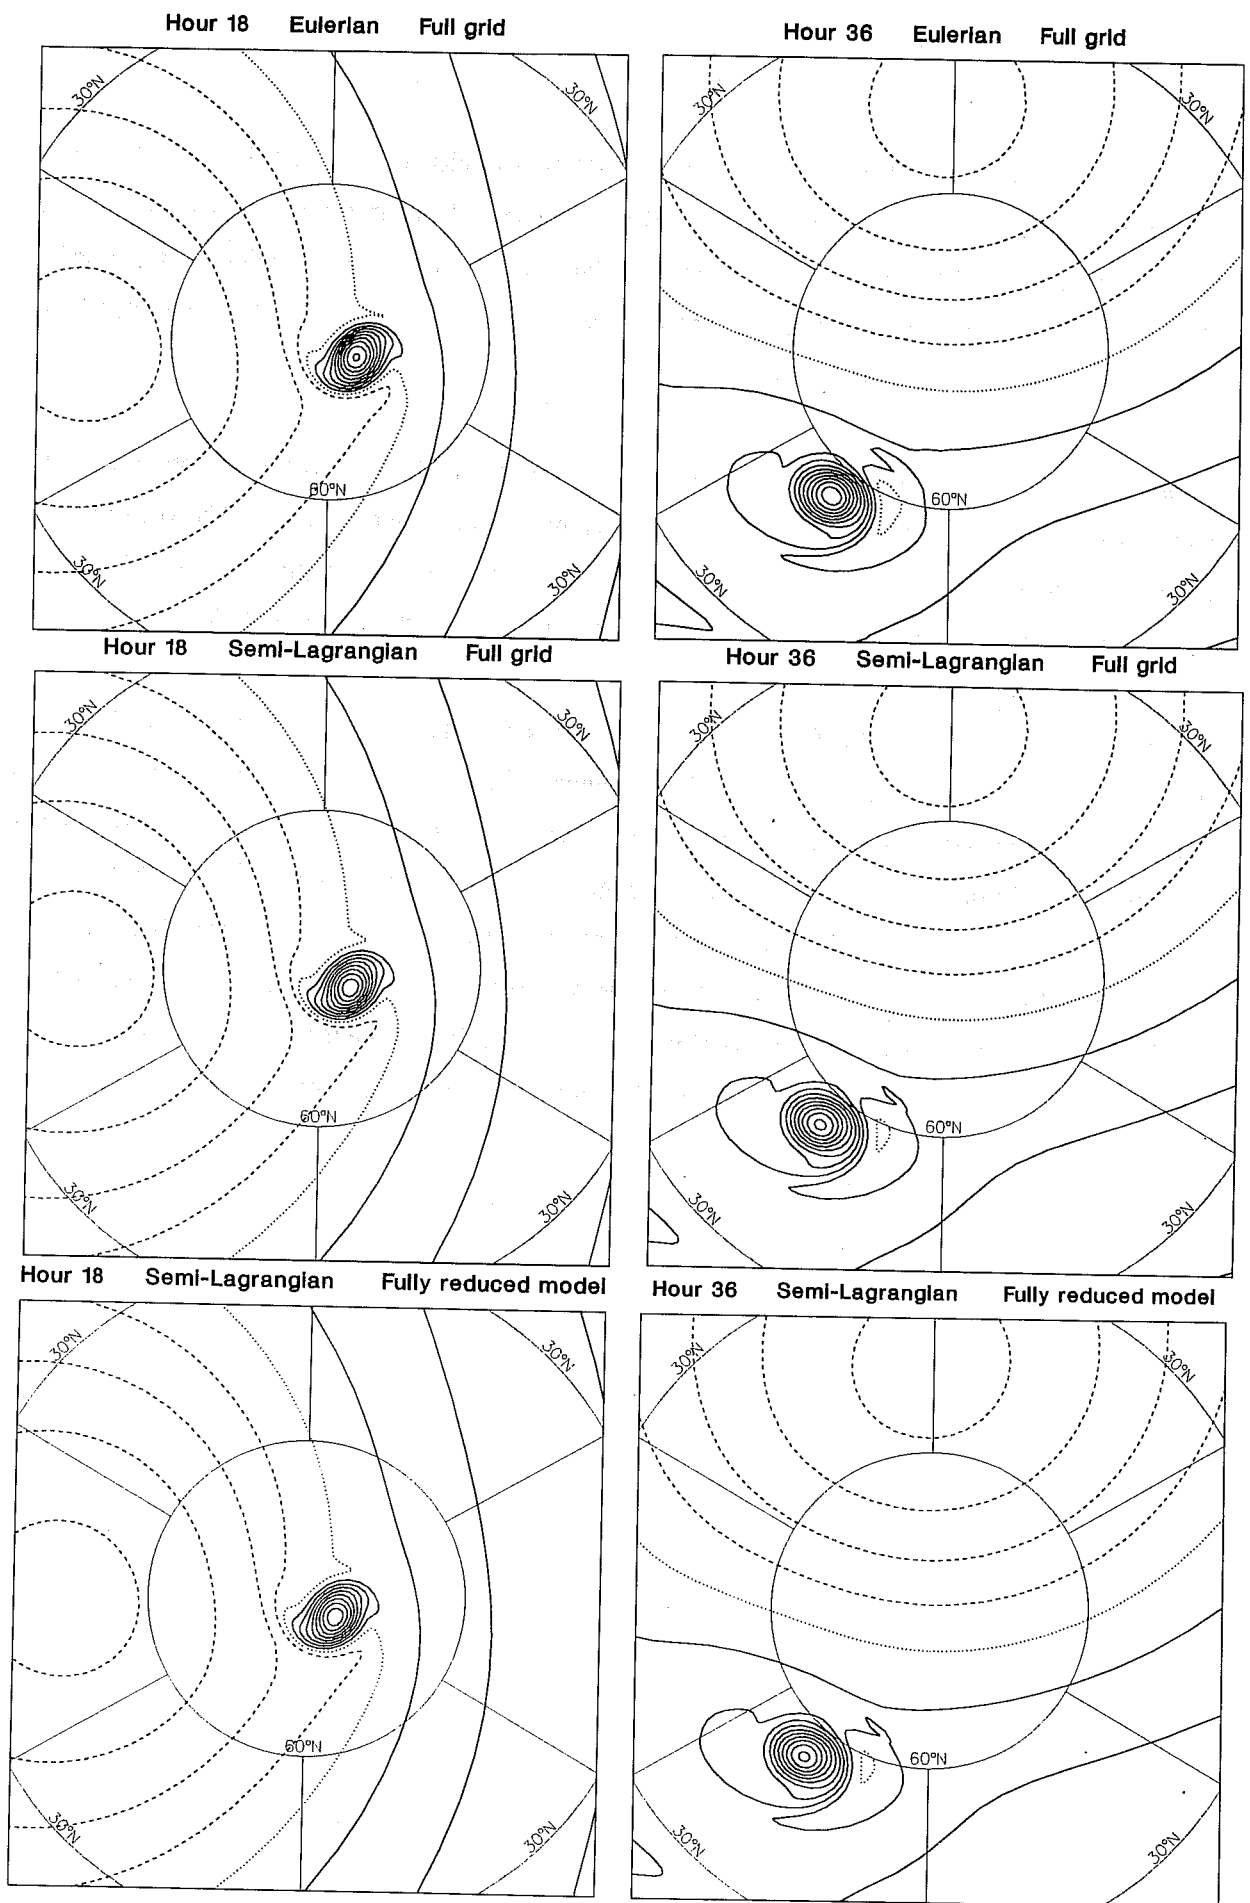 Hour 18 Eulerian Full grid
Hour 36 Eulerian Full grid
30°N
30°N
30°N
30°N
60°N
60°N
30°N
30°N
30°N
30°N
Hour 18 Semi-Lagrangian Full grid
Hour 36 Semi-Lagrangian Full grid
30°N
30°N
30°N
30°N
60°N
60°N
30°N
30°N
30°N
30°N
Hour 18 Semi-Lagrangian Fully reduced model
Hour 36 Semi-Lagrangian Fully reduced model
30°N
30°N
30°N
30°N
60°N
60°N
30°N
30°N
30°N
30°N